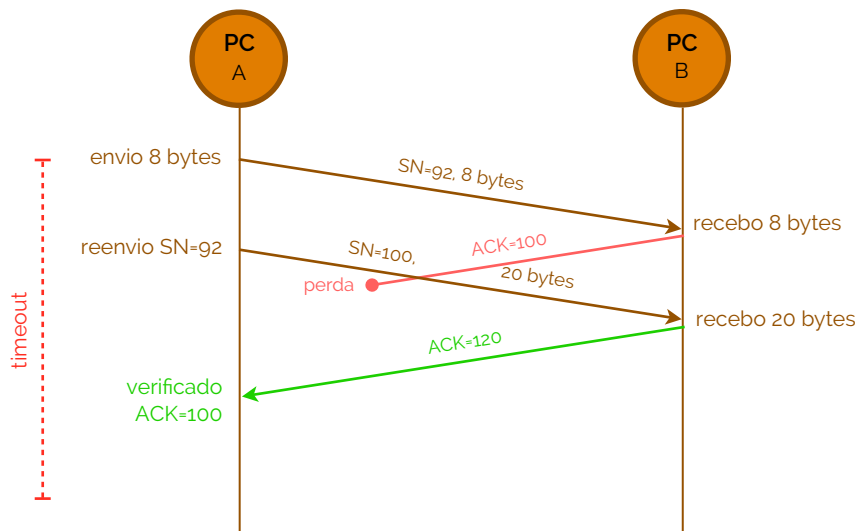 PC
A
PC
B
envio 8 bytes
SN=92, 8 bytes
recebo 8 bytes
reenvio SN=92
SN=100,
20 bytes
ACK=100
perda
recebo 20 bytes
timeout
ACK=120
verificado
ACK=100